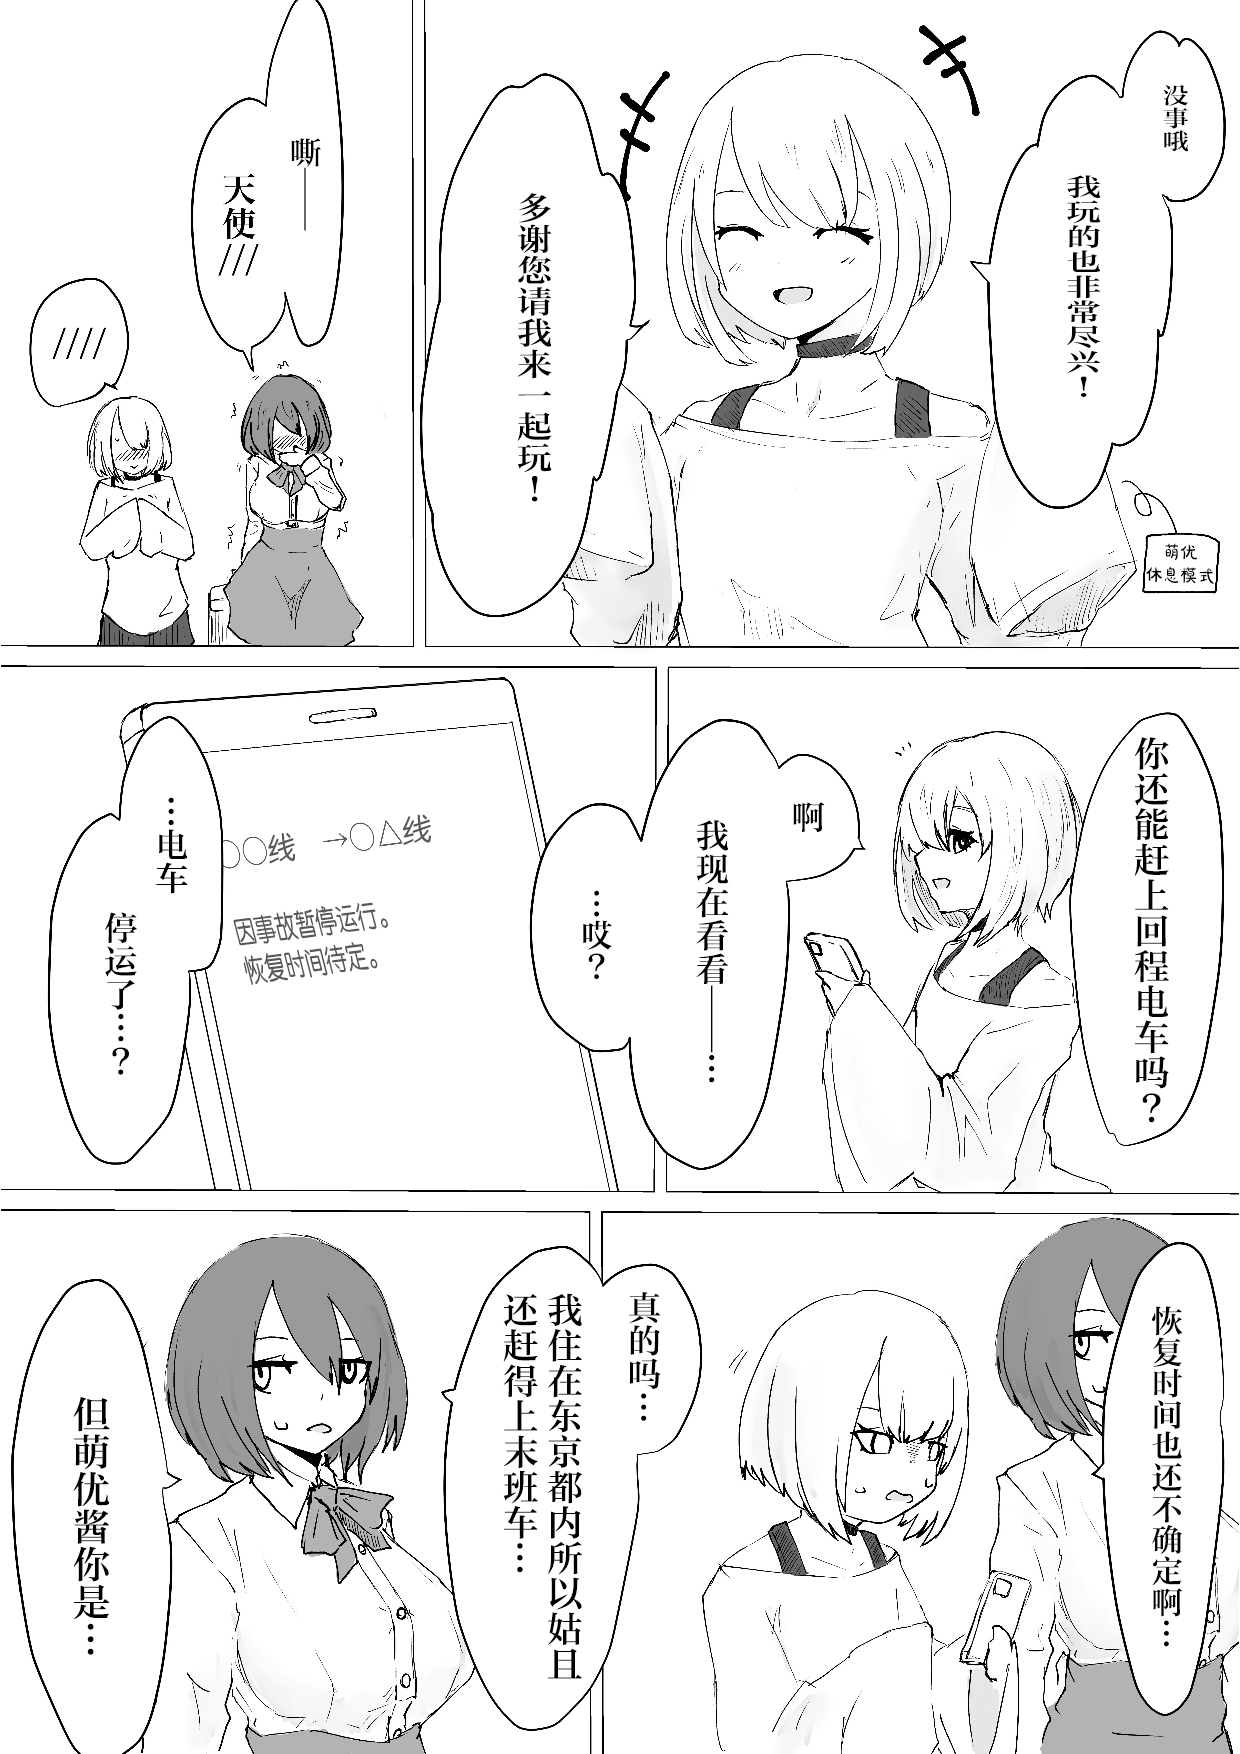 没事哦
我玩的也非常尽兴！
萌优
休息模式
多谢您请我来一起玩！
嘶——
天使///
////
你还能赶上回程电车吗？
啊
我现在看看——…
…哎？
○○线　→○△线
因事故暂停运行。
恢复时间待定。
…电车
停运了…？
恢复时间也还不确定啊…
真的吗…
我住在东京都内所以姑且
还赶得上末班车…
但萌优酱你是…